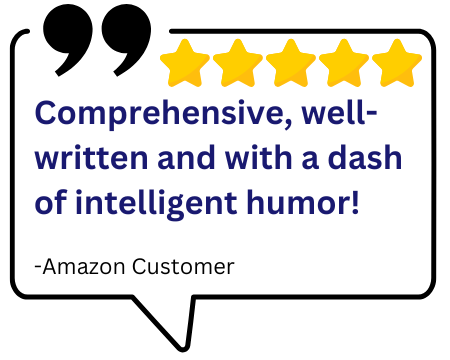 Comprehensive, well-
written and with a dash
of intelligent humor!
-Amazon Customer